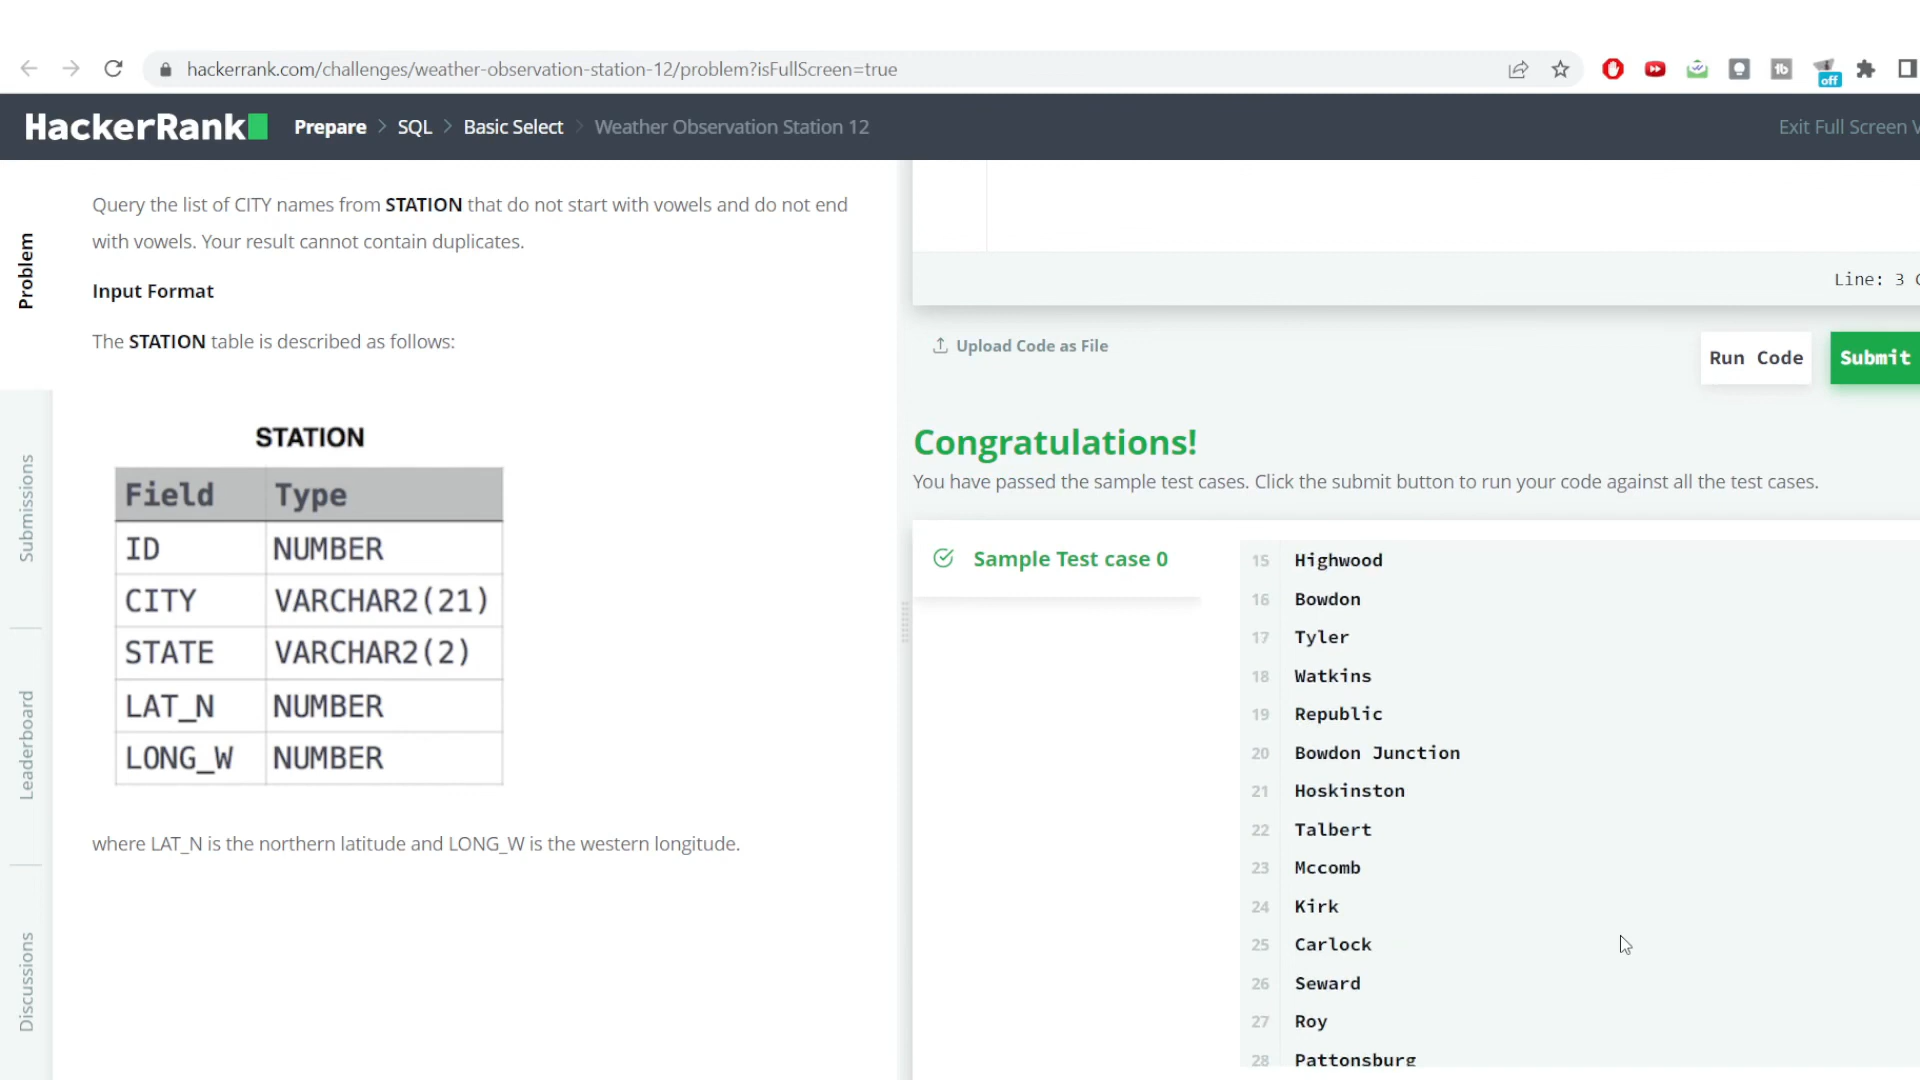 hackerrank.com/challenges/weather-observation-station-12/problem?isFullScreen=true
off
HackerRank
Prepare > SQL > Basic Select > Weather Observation Station 12
Exit Full Screen V
Problem
Submissions
Leaderboard
Discussions
Query the list of CITY names from STATION that do not start with vowels and do not end
with vowels. Your result cannot contain duplicates.
Input Format
The STATION table is described as follows:
STATION
Field Type
ID NUMBER
CITY VARCHAR2(21)
STATE VARCHAR2(2)
LAT_N NUMBER
LONG_W NUMBER
where LAT_N is the northern latitude and LONG_W is the western longitude.
Line: 3
Upload Code as File
Run Code
Submit
Congratulations!
You have passed the sample test cases. Click the submit button to run your code against all the test cases.
Sample Test case 0
15 Highwood
16 Bowdon
17 Tyler
18 Watkins
19 Republic
20 Bowdon Junction
21 Hoskinston
22 Talbert
23 Mccomb
24 Kirk
25 Carlock
26 Seward
27 Roy
28 Pattonsburg